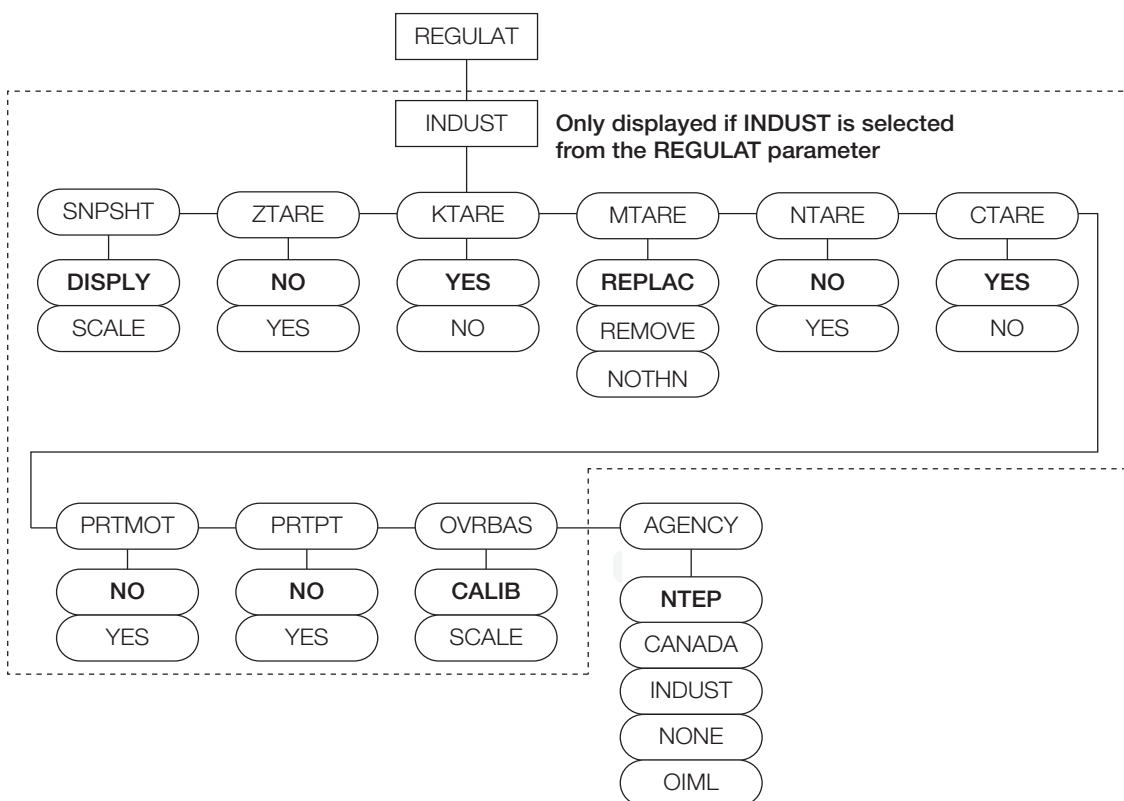 REGULAT
INDUST
Only displayed if INDUST is selected
from the REGULAT parameter
SNPSHT
ZTARE
KTARE
MTARE
NTARE
CTARE
DISPLY
NO
YES
REPLAC
NO
YES
SCALE
YES
NO
REMOVE
YES
NO
NOTHN
PRTMOT
PRTPT
OVRBAS
AGENCY
NO
NO
CALIB
NTEP
YES
YES
SCALE
CANADA
INDUST
NONE
OIML